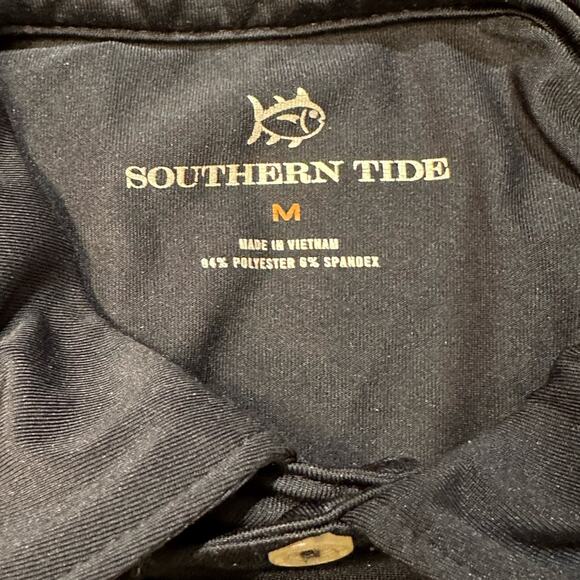 SOUTHERN TIDE
M
MADE IN VIETNAM
94% POLYESTER 6% SPANDEX